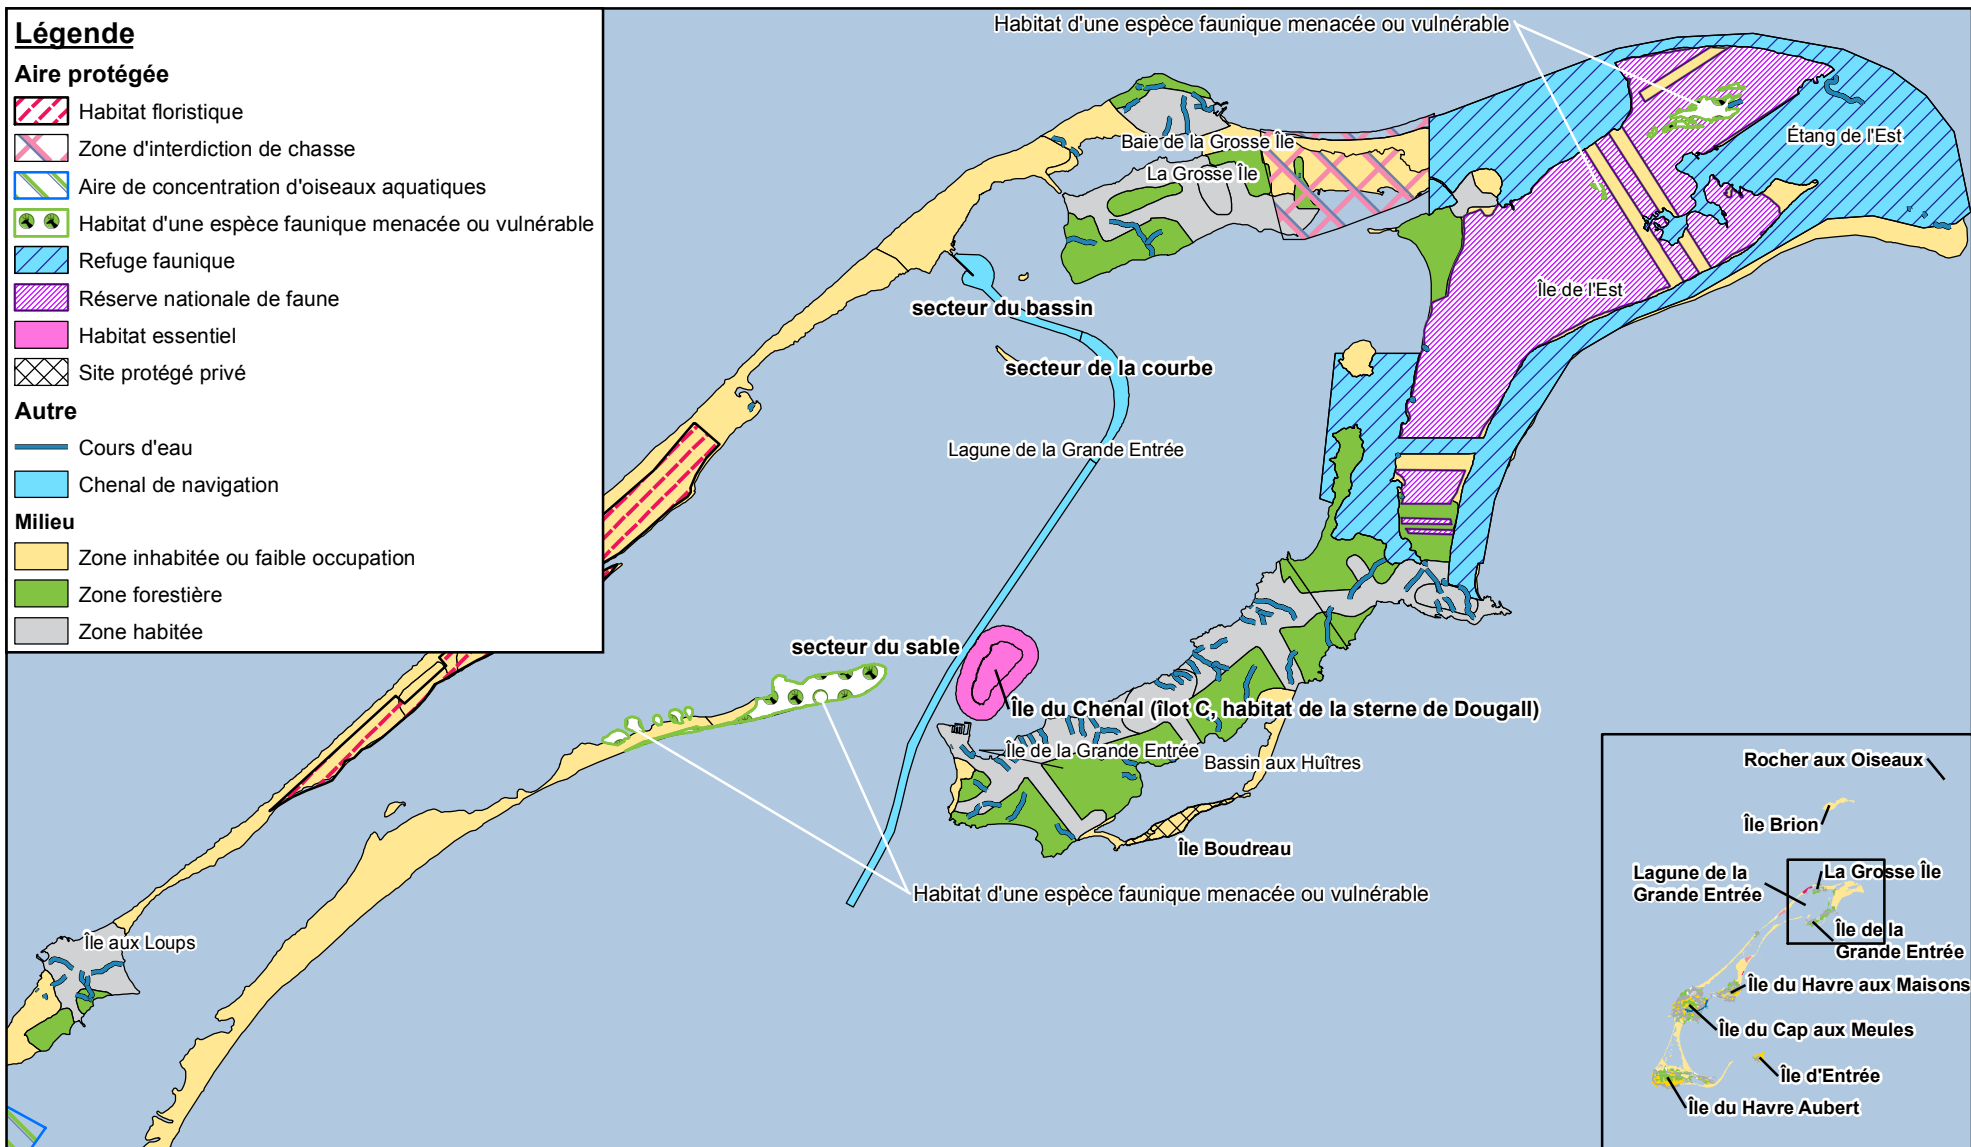 Légende
Aire protégée
Habitat floristique
Zone d'interdiction de chasse
Aire de concentration d'oiseaux aquatiques
Habitat d'une espèce faunique menacée ou vulnérable
Refuge faunique
Réserve nationale de faune
Habitat essentiel
Site protégé privé
Autre
Cours d'eau
Chenal de navigation
Milieu
Zone inhabitée ou faible occupation
Zone forestière
Zone habitée
Habitat d'une espèce faunique menacée ou vulnérable
Étang de l'Est
Baie de la Grosse Île
La Grosse Île
Île de l'Est
secteur du bassin
secteur de la courbe
Lagune de la Grande Entrée
secteur du sable
Île du Chenal (îlot C, habitat de la sterne de Dougall)
Île de la Grande Entrée
Bassin aux Huîtres
Île Boudreau
Habitat d'une espèce faunique menacée ou vulnérable
Île aux Loups
Rocher aux Oiseaux
Île Brion
Lagune de la
Grande Entrée
La Grosse Île
Île de la
Grande Entrée
Île du Havre aux Maisons
Île du Cap aux Meules
Île d'Entrée
Île du Havre Aubert